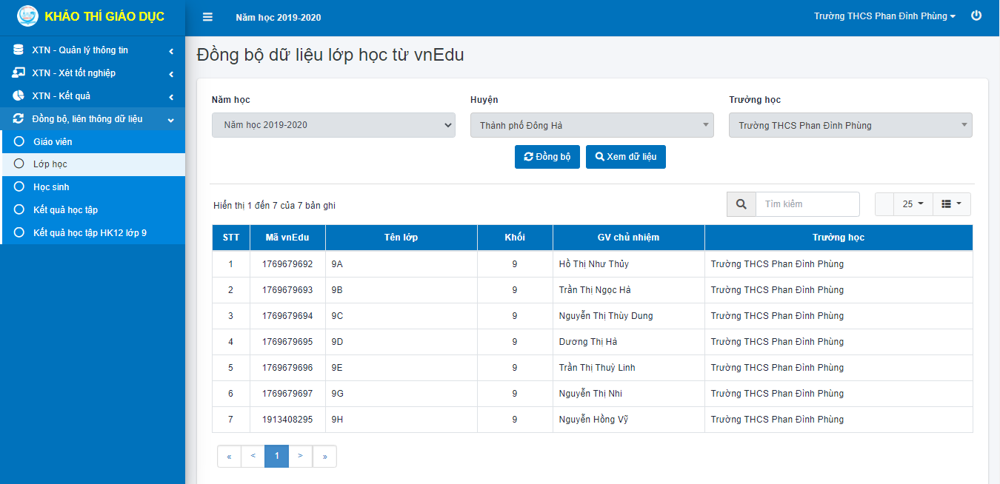 KHẢO THÍ GIÁO DỤC
Năm học 2019-2020
Trường THCS Phan Đình Phùng
XTN - Quản lý thông tin
XTN - Xét tốt nghiệp
XTN - Kết quả
Đồng bộ, liên thông dữ liệu
Giáo viên
Lớp học
Học sinh
Kết quả học tập
Kết quả học tập HK12 lớp 9
Đồng bộ dữ liệu lớp học từ vnEdu
Năm học Huyện Trường học
Năm học 2019-2020 Thành phố Đông Hà Trường THCS Phan Đình Phùng
Đồng bộ Xem dữ liệu
Hiển thị 1 đến 7 của 7 bản ghi Tìm kiếm 25
STT Mã vnEdu Tên lớp Khối GV chủ nhiệm Trường học
1 1769679692 9A 9 Hồ Thị Như Thủy Trường THCS Phan Đình Phùng
2 1769679693 9B 9 Trần Thị Ngọc Hà Trường THCS Phan Đình Phùng
3 1769679694 9C 9 Nguyễn Thị Thùy Dung Trường THCS Phan Đình Phùng
4 1769679695 9D 9 Dương Thị Hà Trường THCS Phan Đình Phùng
5 1769679696 9E 9 Trần Thị Thuỳ Linh Trường THCS Phan Đình Phùng
6 1769679697 9G 9 Nguyễn Thị Nhi Trường THCS Phan Đình Phùng
7 1913408295 9H 9 Nguyễn Hồng Vỹ Trường THCS Phan Đình Phùng
« < 1 > »